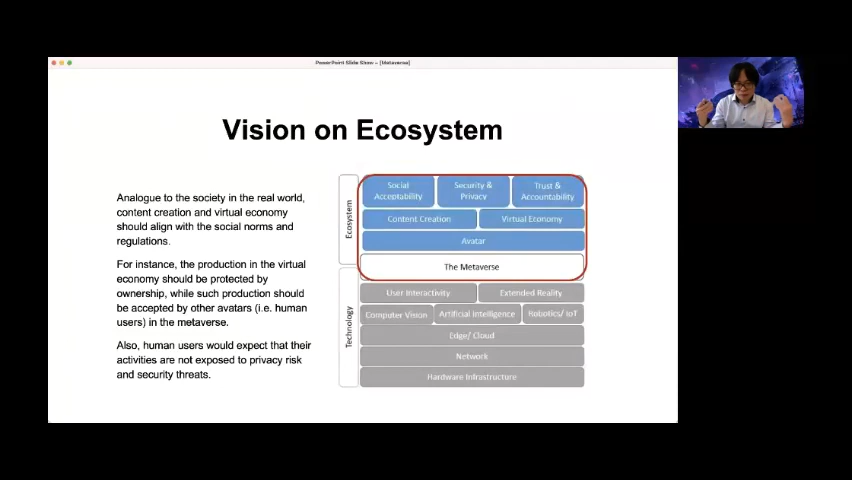 PowerPoint Slide Show - [Metaverse]
Vision on Ecosystem
Analogue to the society in the real world,
content creation and virtual economy
should align with the social norms and
regulations.
For instance, the production in the virtual
economy should be protected by
ownership, while such production should
be accepted by other avatars (i.e. human
users) in the metaverse.
Also, human users would expect that their
activities are not exposed to privacy risk
and security threats.
Ecosystem
Social
Acceptability
Security &
Privacy
Trust &
Accountability
Content Creation
Virtual Economy
Avatar
The Metaverse
Technology
User Interactivity
Extended Reality
Computer Vision
Artificial Intelligence
Robotics/ IoT
Edge/ Cloud
Network
Hardware Infrastructure